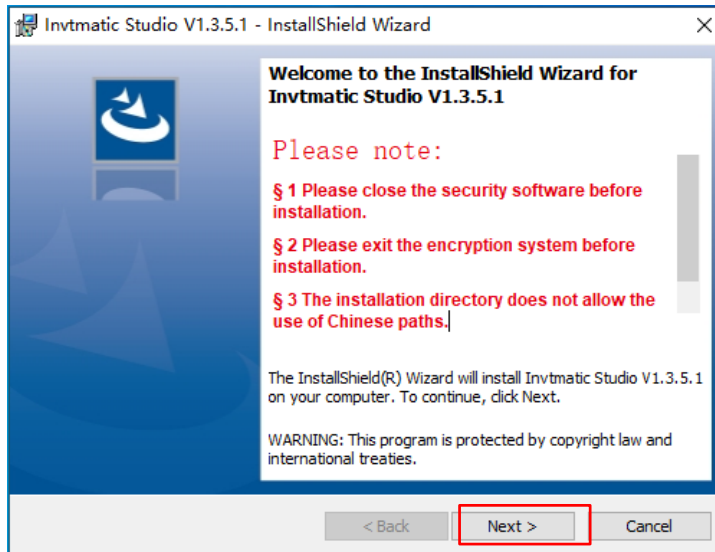 Invtmatic Studio V1.3.5.1 - InstallShield Wizard
Welcome to the InstallShield Wizard for
Invtmatic Studio V1.3.5.1
Please note:
§ 1 Please close the security software before
installation.
§ 2 Please exit the encryption system before
installation.
§ 3 The installation directory does not allow the
use of Chinese paths.
The InstallShield(R) Wizard will install Invtmatic Studio V1.3.5.1
on your computer. To continue, click Next.
WARNING: This program is protected by copyright law and
international treaties.
< Back Next > Cancel